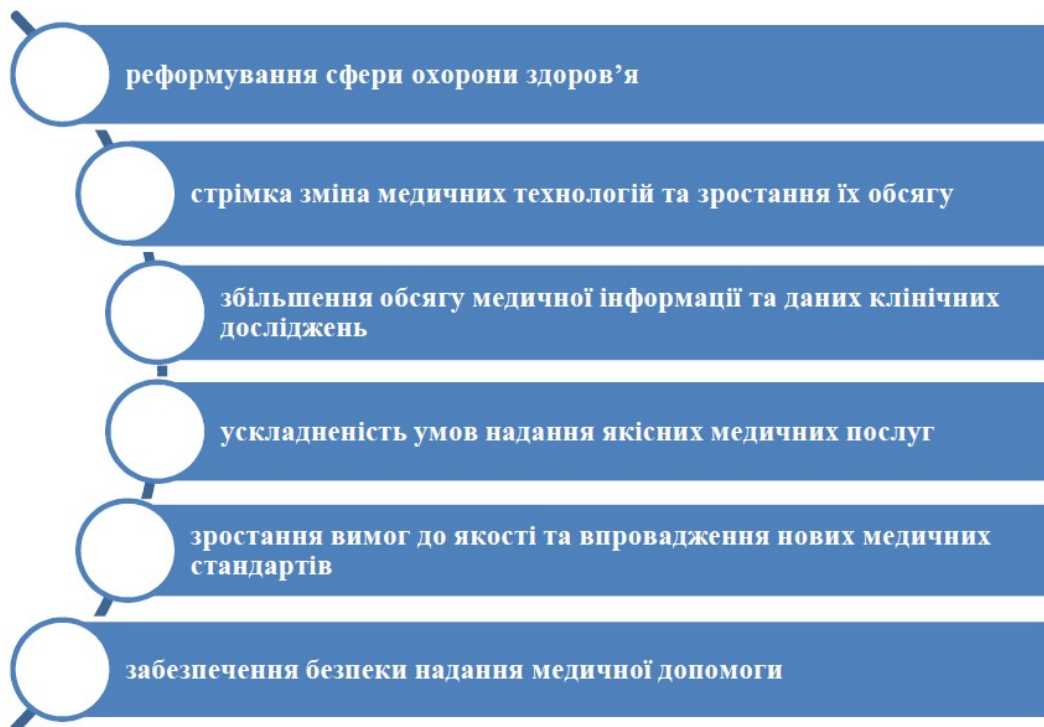 реформування сфери охорони здоров’я
стрімка зміна медичних технологій та зростання їх обсягу
збільшення обсягу медичної інформації та даних клінічних
досліджень
ускладненість умов надання якісних медичних послуг
зростання вимог до якості та впровадження нових медичних
стандартів
забезпечення безпеки надання медичної допомоги